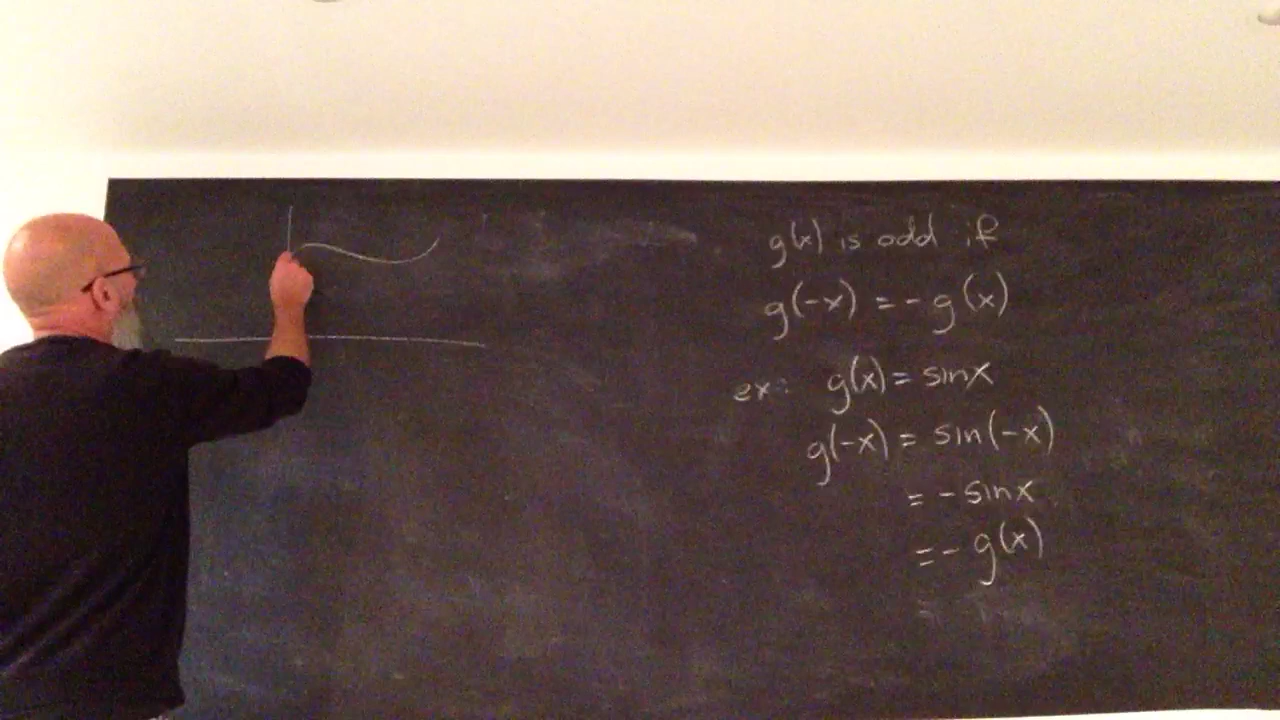 g(x) is odd if
g(-x) = - g(x)
ex: g(x) = sinx
g(-x) = sin(-x)
= - sinx
= - g(x)